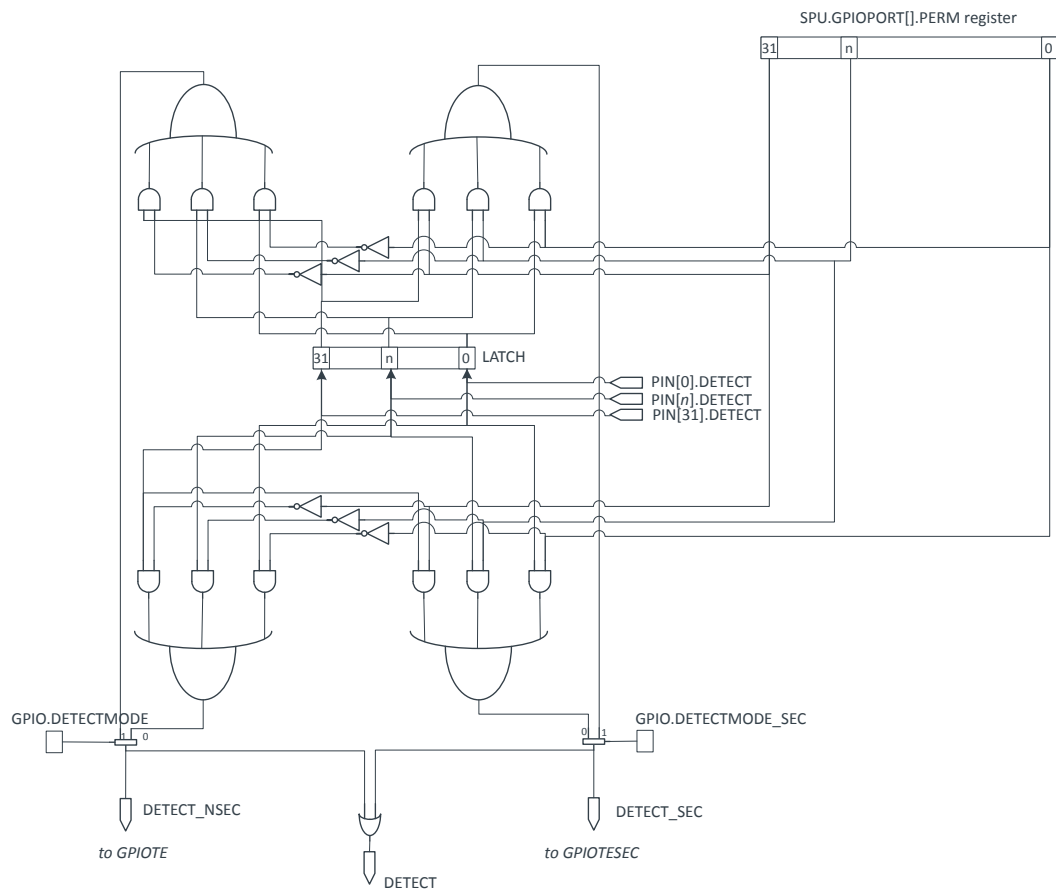 SPU.GPIOPORT[].PERM register
31 n 0
31 n 0 LATCH
PIN[0].DETECT
PIN[n].DETECT
PIN[31].DETECT
GPIO.DETECTMODE
1 0
0 1
GPIO.DETECTMODE_SEC
DETECT_NSEC
DETECT_SEC
to GPIOTE
to GPIOTESEC
DETECT